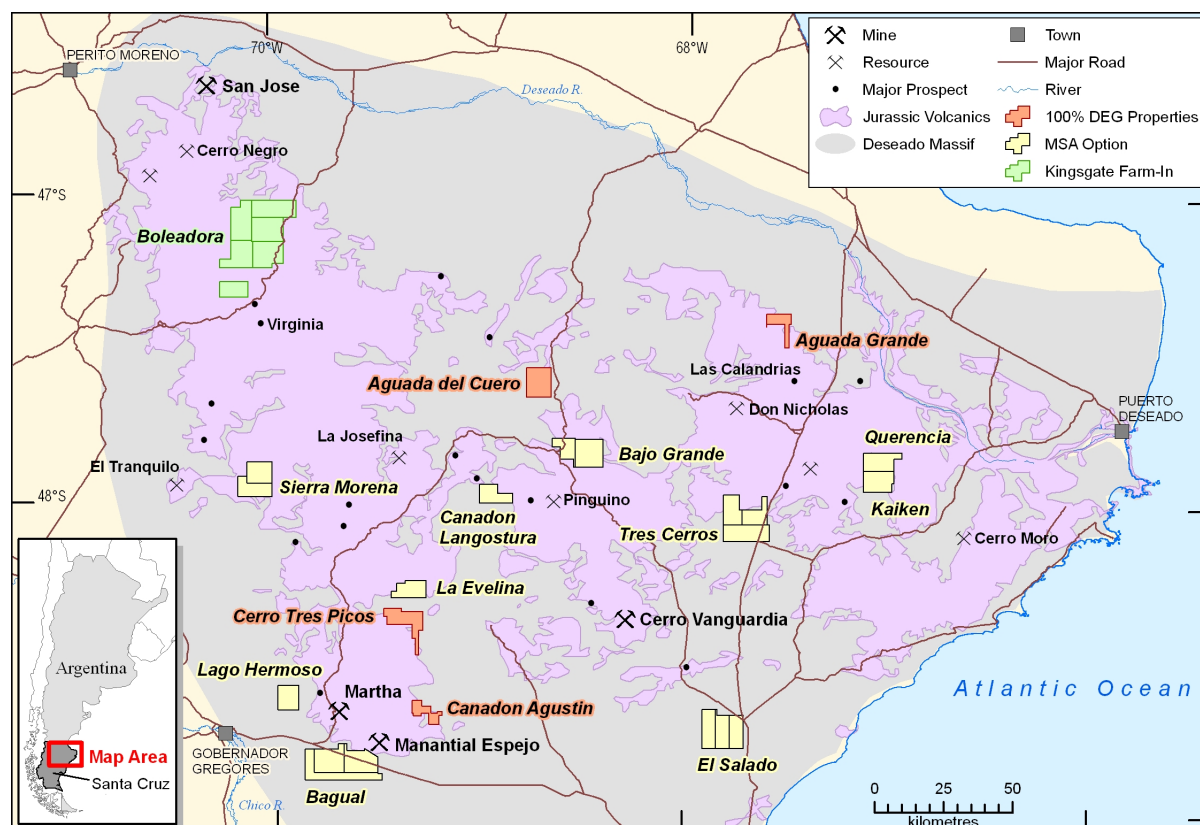 70°W
68°W
PERITO MORENO
San Jose
Deseado R.
Mine
Town
Resource
Major Road
Major Prospect
River
Jurassic Volcanics
100% DEG Properties
Deseado Massif
MSA Option
Kingsgate Farm-In
Cerro Negro
47°S
Boleadora
Virginia
Aguada Grande
Las Calandrias
Aguada del Cuero
Don Nicholas
PUERTO
DESEADO
La Josefina
Querencia
Bajo Grande
El Tranquilo
Sierra Morena
48°S
Pinguino
Kaiken
Canadon
Langostura
Tres Cerros
Cerro Moro
La Evelina
Cerro Tres Picos
Cerro Vanguardia
Lago Hermoso
Martha
Atlantic Ocean
Canadon Agustin
Manantial Espejo
GOBERNADOR
GREGORES
El Salado
Bagual
Chico R.
Argentina
Map Area
Santa Cruz
0 25 50
kilometres